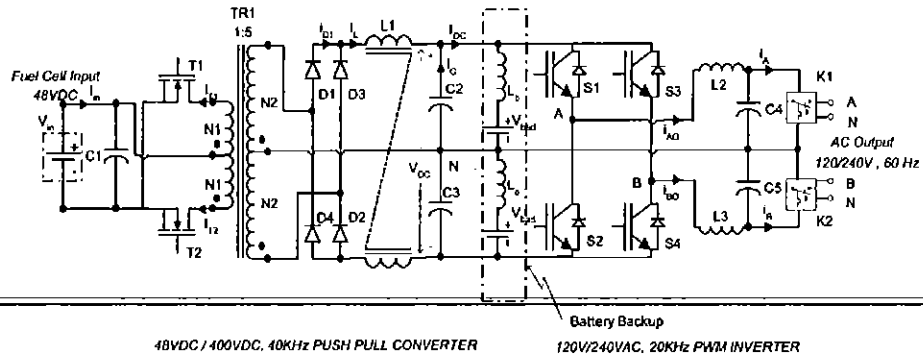 TR1
1:5
Fuel Cell Input
48VDC
Iin
Vin
C1
T1
IT1
N1
N1
T2
IT2
N2
N2
iD1
IL
L1
IDC
D1
D3
D4
D2
IC
C2
C3
N
VDC
Lb
Vbad
Lb
S1
S3
S2
S4
A
B
iAO
iBO
L2
L3
iA
iB
C4
C5
K1
A
N
AC Output
120/240V , 60 Hz
B
N
K2
Battery Backup
48VDC / 400VDC, 40KHz PUSH PULL CONVERTER
120V/240VAC, 20KHz PWM INVERTER